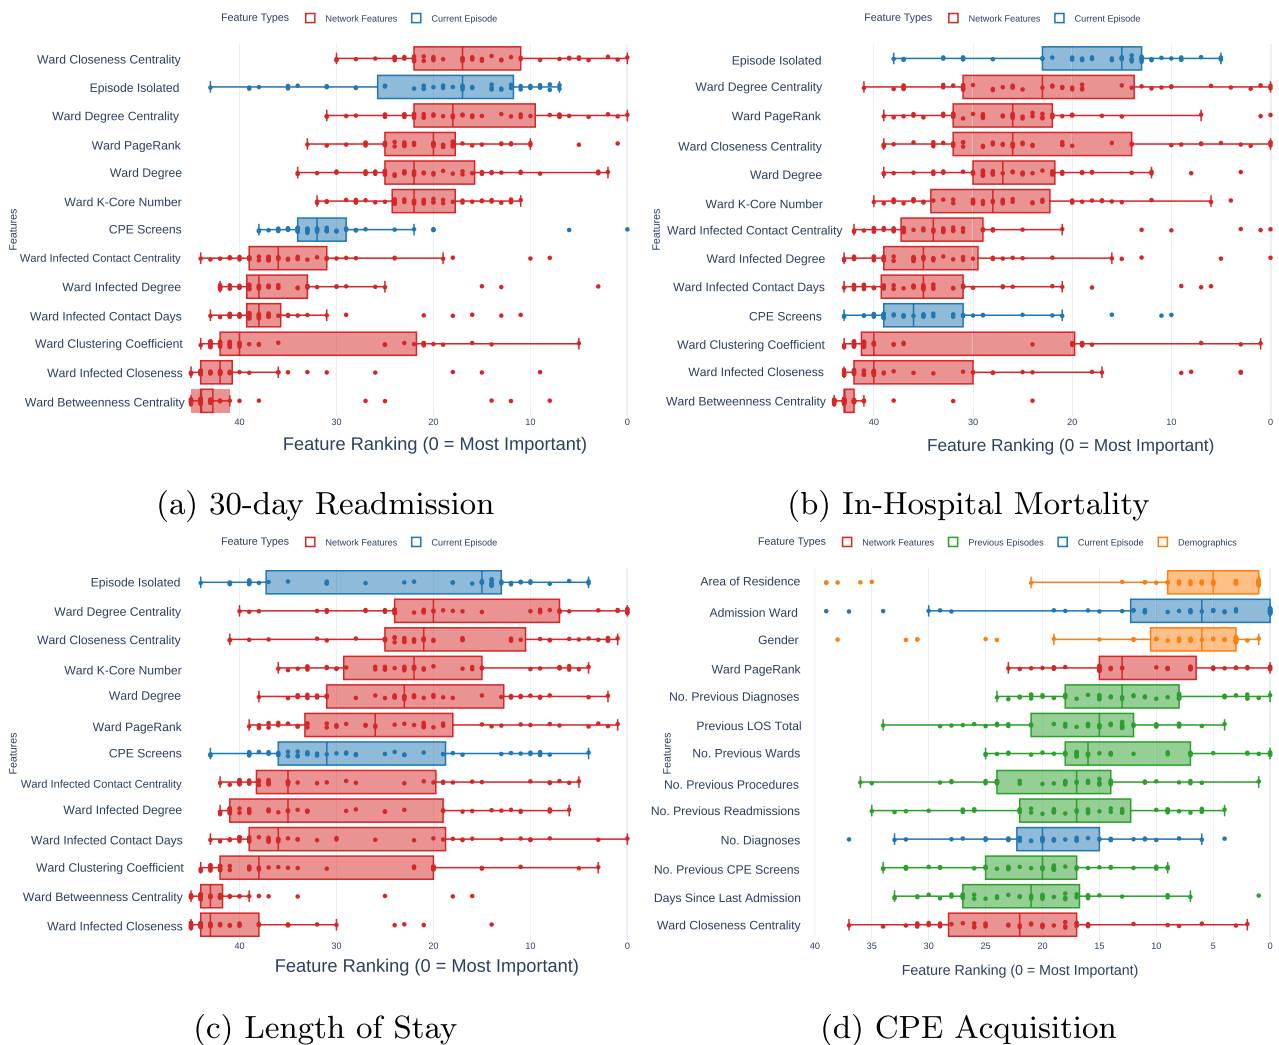 Feature Types Network Features Current Episode
Ward Closeness Centrality
Episode Isolated
Ward Degree Centrality
Ward PageRank
Ward Degree
Ward K-Core Number
CPE Screens
Ward Infected Contact Centrality
Ward Infected Degree
Ward Infected Contact Days
Ward Clustering Coefficient
Ward Infected Closeness
Ward Betweenness Centrality
Features
40 30 20 10 0
Feature Ranking (0 = Most Important)
(a) 30-day Readmission
Feature Types Network Features Current Episode
Episode Isolated
Ward Degree Centrality
Ward PageRank
Ward Closeness Centrality
Ward Degree
Ward K-Core Number
Ward Infected Contact Centrality
Ward Infected Degree
Ward Infected Contact Days
CPE Screens
Ward Clustering Coefficient
Ward Infected Closeness
Ward Betweenness Centrality
Features
40 30 20 10 0
Feature Ranking (0 = Most Important)
(b) In-Hospital Mortality
Feature Types Network Features Current Episode
Episode Isolated
Ward Degree Centrality
Ward Closeness Centrality
Ward K-Core Number
Ward Degree
Ward PageRank
CPE Screens
Ward Infected Contact Centrality
Ward Infected Degree
Ward Infected Contact Days
Ward Clustering Coefficient
Ward Betweenness Centrality
Ward Infected Closeness
Features
40 30 20 10 0
Feature Ranking (0 = Most Important)
(c) Length of Stay
Feature Types Network Features Previous Episodes Current Episode Demographics
Area of Residence
Admission Ward
Gender
Ward PageRank
No. Previous Diagnoses
Previous LOS Total
No. Previous Wards
No. Previous Procedures
No. Previous Readmissions
No. Diagnoses
No. Previous CPE Screens
Days Since Last Admission
Ward Closeness Centrality
Features
40 35 30 25 20 15 10 5 0
Feature Ranking (0 = Most Important)
(d) CPE Acquisition